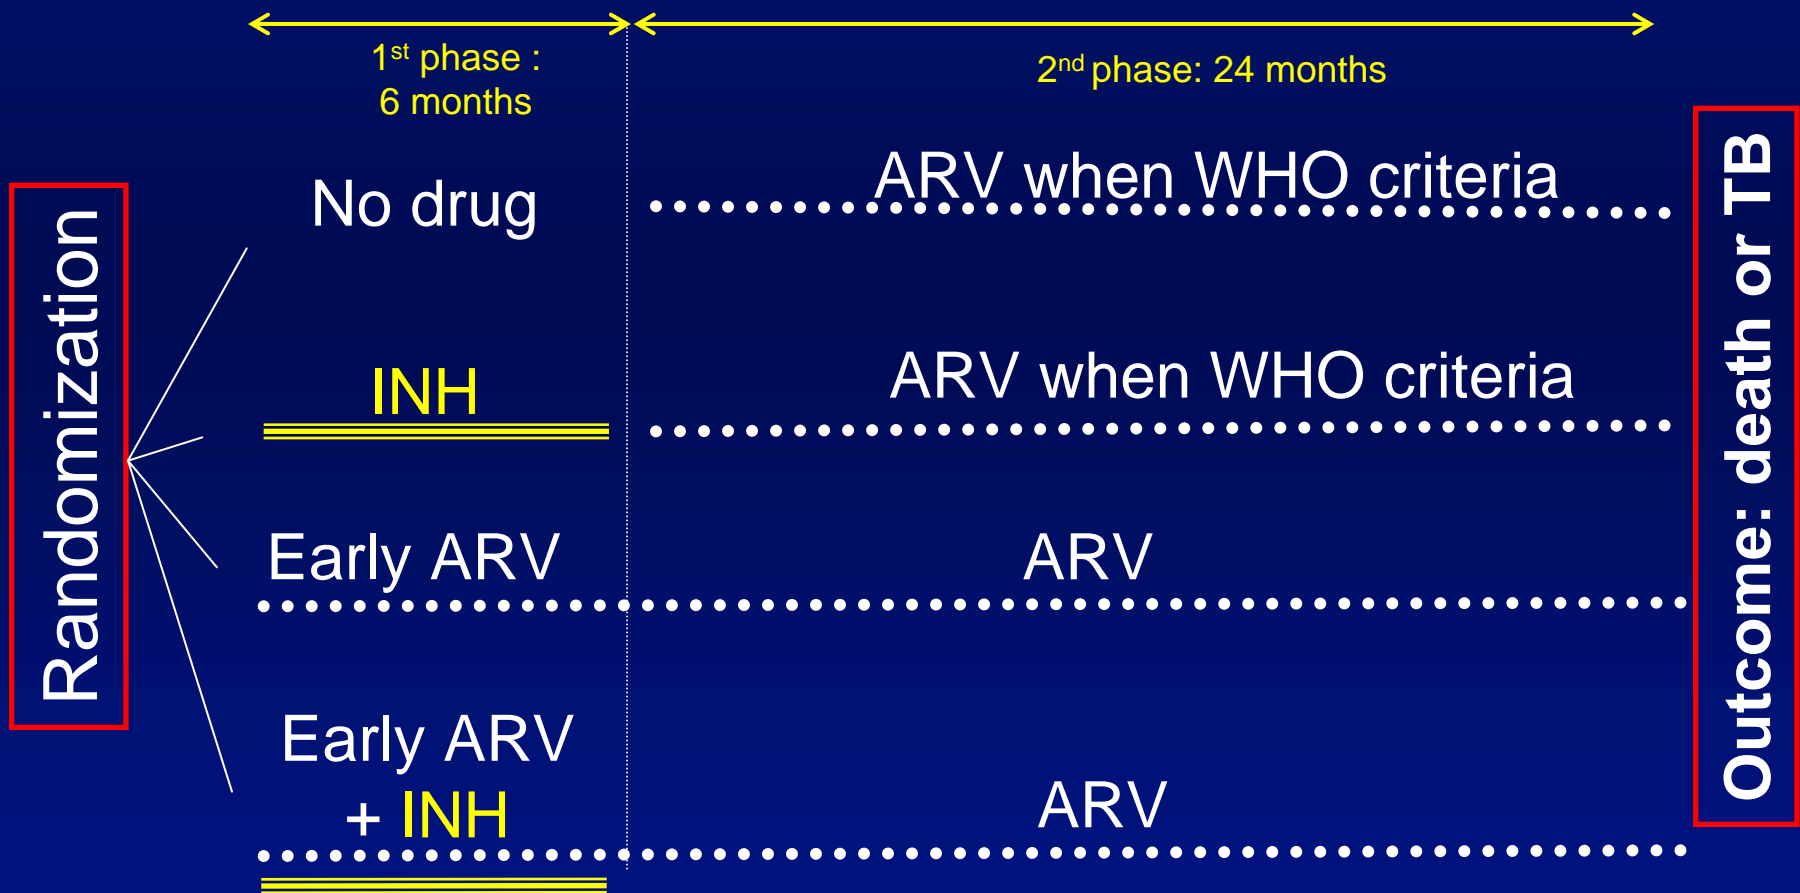 1st phase :
6 months
2nd phase: 24 months
Randomization
No drug
ARV when WHO criteria
INH
ARV when WHO criteria
Early ARV
ARV
Early ARV
+ INH
ARV
Outcome: death or TB